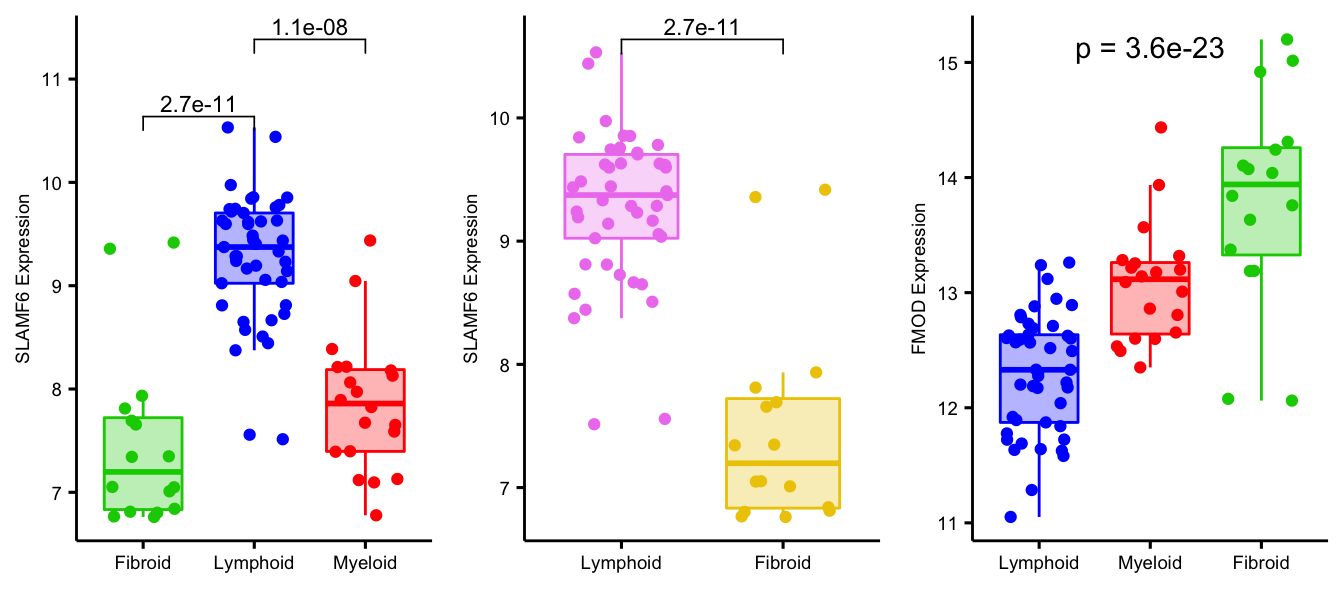 SLAMF6 Expression
11
10
9
8
7
1.1e-08
2.7e-11
Fibroid Lymphoid Myeloid
SLAMF6 Expression
10
9
8
7
2.7e-11
Lymphoid Fibroid
FMOD Expression
15
14
13
12
11
p = 3.6e-23
Lymphoid Myeloid Fibroid